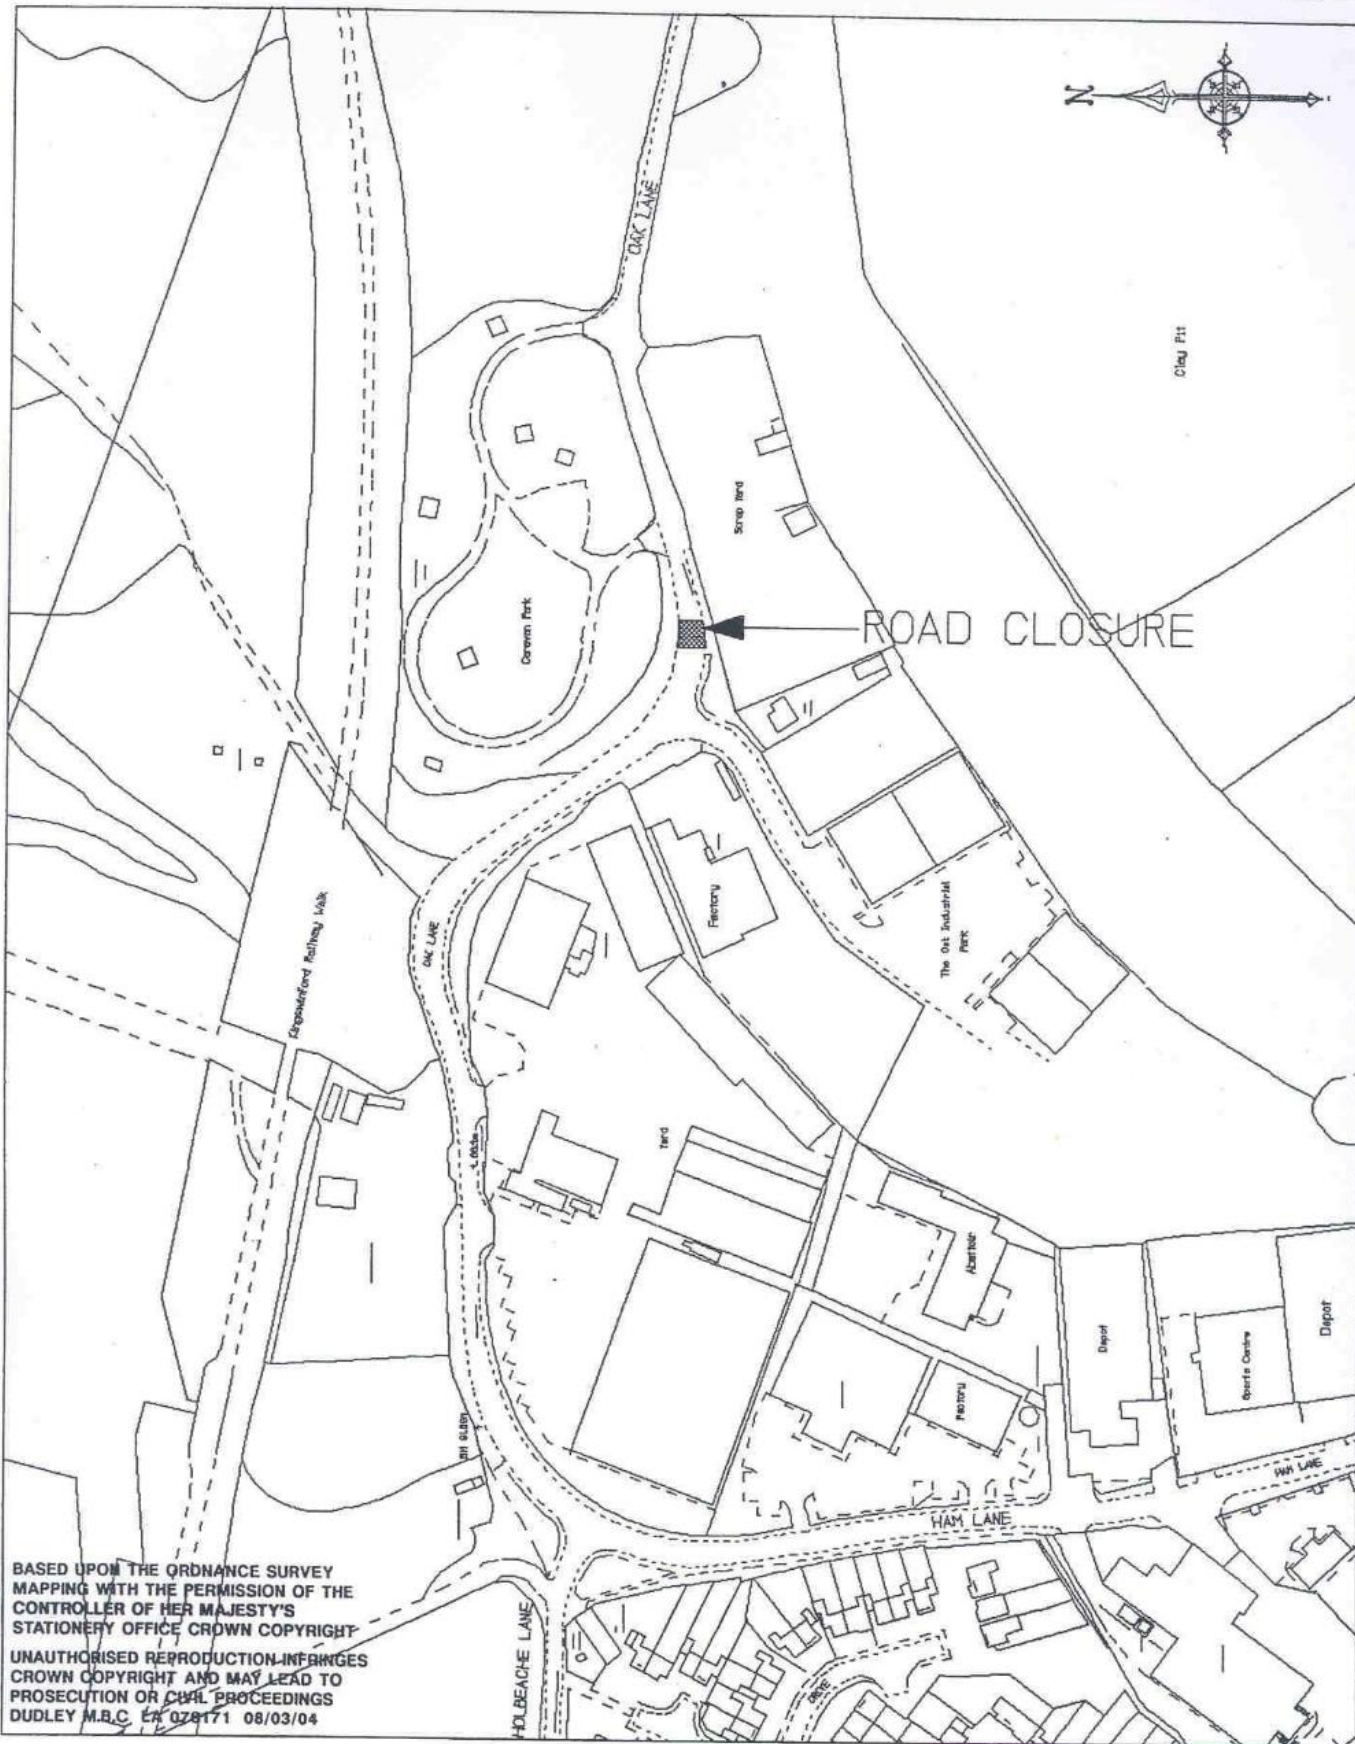 N
OAK LANE
Clay Pit
Scrap Yard
ROAD CLOSURE
Caravan Park
Factory
The Oak Industrial
Park
Kingswinford Railway Walk
OAK LANE
Yard
Abattoir
Depot
Sports Centre
Depot
Factory
HAM LANE
HAM LANE
HOLBEACHE LANE
DRIVE
BASED UPON THE ORDNANCE SURVEY
MAPPING WITH THE PERMISSION OF THE
CONTROLLER OF HER MAJESTY'S
STATIONERY OFFICE CROWN COPYRIGHT
UNAUTHORISED REPRODUCTION INFRINGES
CROWN COPYRIGHT AND MAY LEAD TO
PROSECUTION OR CIVIL PROCEEDINGS
DUDLEY M.B.C. LA 078171 08/03/04